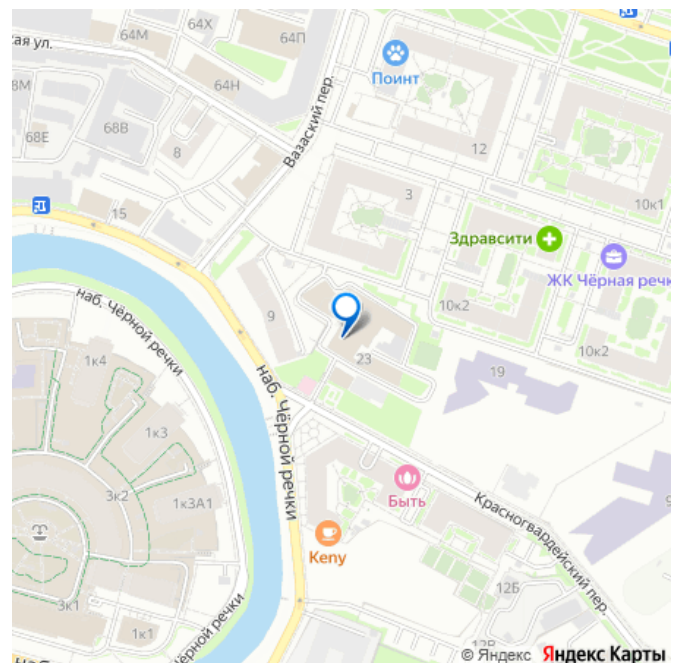 64М
64Х
64П
ая ул.
64Н
8М
Поинт
Вазаский пер.
68В
68Е
8
12
3
10к1
15
Здравсити
ЖК Чёрная речк
наб. Чёрной речки
9
10к2
1к4
23
19
10к2
наб. Чёрной речки
1к3
Быть
3к2
1к3А1
Красногвардейский пер.
Keny
12Б
3к1
1к1
Чёрной речки
12В
© Яндекс Яндекс Карты